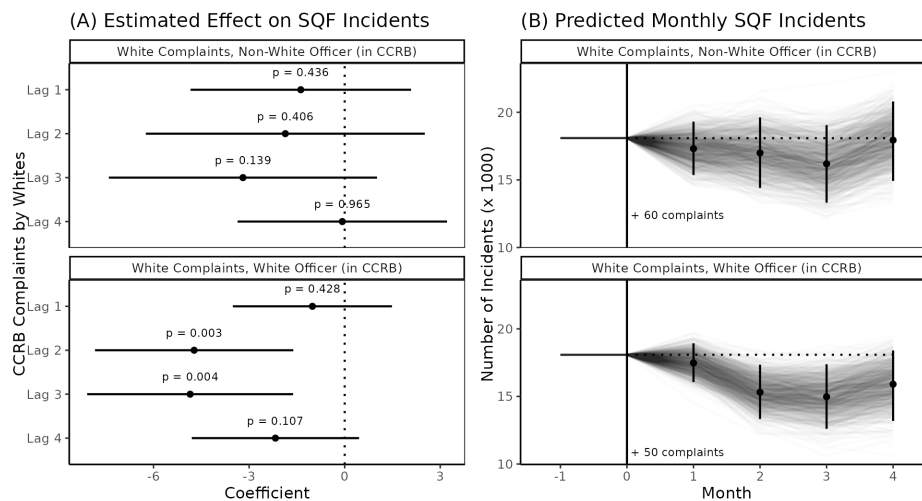 (A) Estimated Effect on SQF Incidents
White Complaints, Non-White Officer (in CCRB)
CCRB Complaints by Whites
Lag 1
p = 0.436
Lag 2
p = 0.406
Lag 3
p = 0.139
Lag 4
p = 0.965
White Complaints, White Officer (in CCRB)
Lag 1
p = 0.428
Lag 2
p = 0.003
Lag 3
p = 0.004
Lag 4
p = 0.107
-6 -3 0 3
Coefficient
(B) Predicted Monthly SQF Incidents
White Complaints, Non-White Officer (in CCRB)
Number of Incidents (x 1000)
20
15
10
+ 60 complaints
White Complaints, White Officer (in CCRB)
20
15
10
+ 50 complaints
-1 0 1 2 3 4
Month